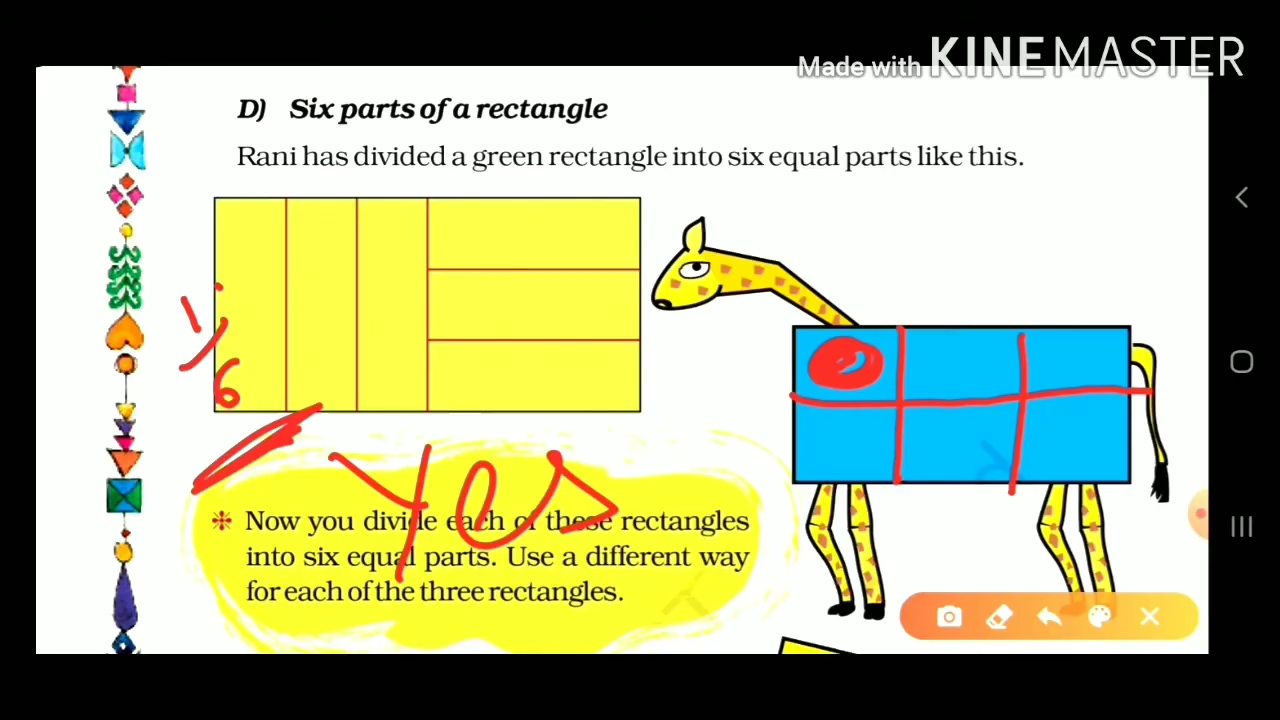 Made with KINEMASTER
D) Six parts of a rectangle
Rani has divided a green rectangle into six equal parts like this.
1/6
Yes
❉ Now you divide each of these rectangles
into six equal parts. Use a different way
for each of the three rectangles.